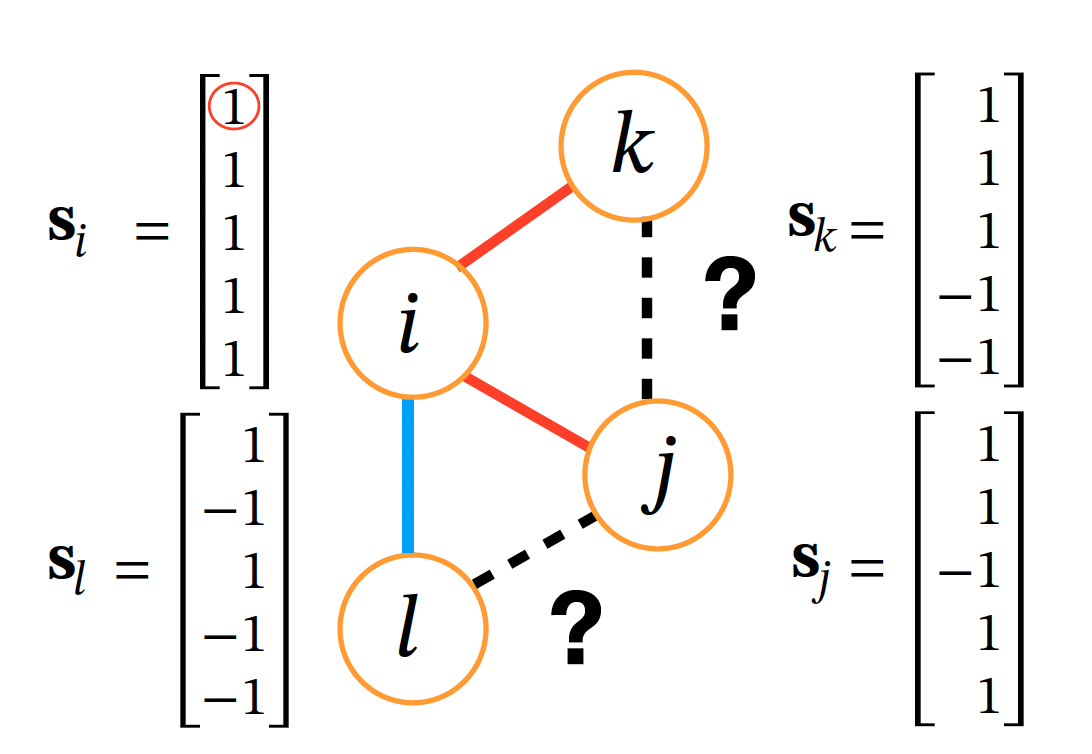 s_i = [1 1 1 1 1]
k
s_k = [1 1 1 −1 −1]
?
i
s_l = [1 −1 1 −1 −1]
j
s_j = [1 1 −1 1 1]
l
?